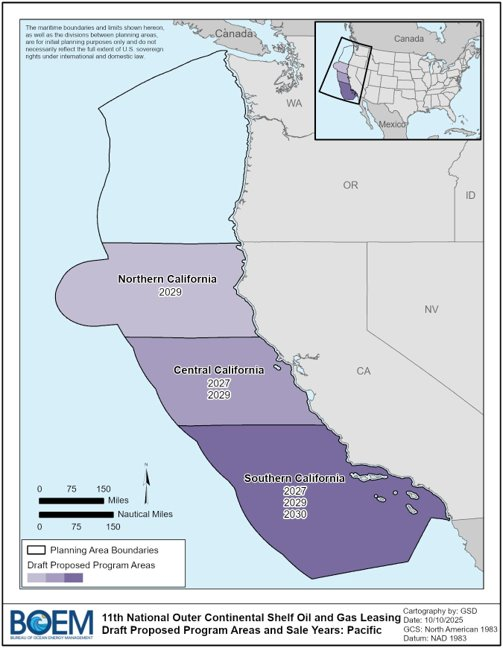 The maritime boundaries and limits shown hereon,
as well as the divisions between planning areas,
are for initial planning purposes only and do not
necessarily reflect the full extent of U.S. sovereign
rights under international and domestic law.
Canada
Canada
Mexico
WA
OR
ID
NV
CA
Northern California
2029
Central California
2027
2029
Southern California
2027
2029
2030
N
0 75 150
Miles
Nautical Miles
0 75 150
Planning Area Boundaries
Draft Proposed Program Areas
BOEM
BUREAU OF OCEAN ENERGY MANAGEMENT
11th National Outer Continental Shelf Oil and Gas Leasing
Draft Proposed Program Areas and Sale Years: Pacific
Cartography by: GSD
Date: 10/10/2025
GCS: North American 1983
Datum: NAD 1983